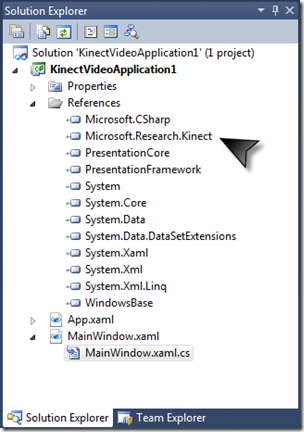 Solution Explorer
Solution 'KinectVideoApplication1' (1 project)
KinectVideoApplication1
Properties
References
Microsoft.CSharp
Microsoft.Research.Kinect
PresentationCore
PresentationFramework
System
System.Core
System.Data
System.Data.DataSetExtensions
System.Xaml
System.Xml
System.Xml.Linq
WindowsBase
App.xaml
MainWindow.xaml
MainWindow.xaml.cs
Solution Explorer Team Explorer